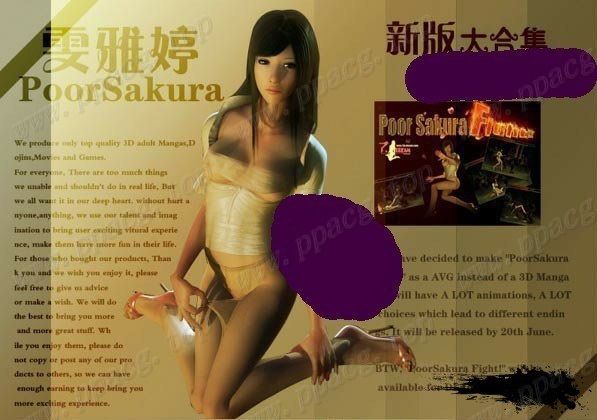 雯雅婷
PoorSakura
We produce only top quality 3D adult Mangas,D
ojins,Movies and Games.
For everyone, There are too much things
we unable and shouldn't do in real life, But
we all want it in our deep heart. without hurt a
nyone,anything, we use our talent and imag
ination to bring user exciting vitural experie
nce, make them have more fun in their life.
For those who bought our products, Than
k you and we wish you enjoy it, please
feel free to give us advice
or make a wish. We will do
the best to bring you more
and more great stuff. Wh
ile you enjoy them, please do
not copy or post any of our pro
ducts to others, so we can have
enough earning to keep bring you
more exciting experience.
新版大合集
Poor Sakura
have decided to make "PoorSakura
as a AVG instead of a 3D Manga
will have A LOT animations, A LOT
choices which lead to different endin
gs. It will be released by 20th June.
BTW, "PoorSakura Fight!"
available for
www.ppacg.top